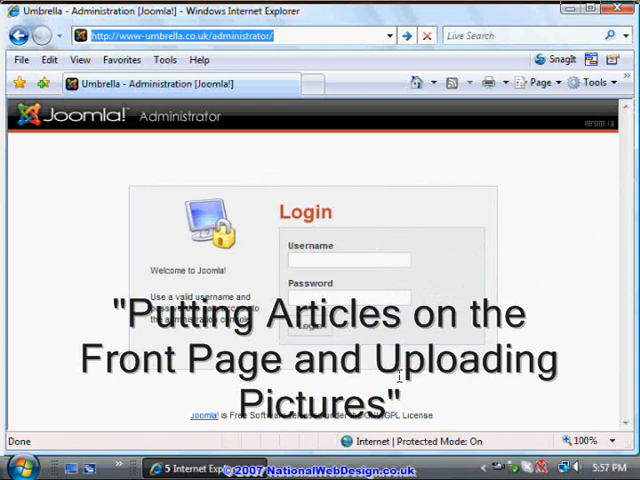 Umbrella - Administration [Joomla!] - Windows Internet Explorer
http://www-umbrella.co.uk/administrator/
Live Search
File Edit View Favorites Tools Help
SnagIt
Umbrella - Administration [Joomla!]
Page Tools
Joomla! Administrator
Login
Username
Welcome to Joomla!
Password
Use a valid username and
"Putting Articles on the
Front Page and Uploading
Pictures"
Joomla! is Free Software released under the GNU/GPL License
Done
Internet | Protected Mode: On
100%
5 Internet Explorer
© 2007 NationalWebDesign.co.uk
5:57 PM